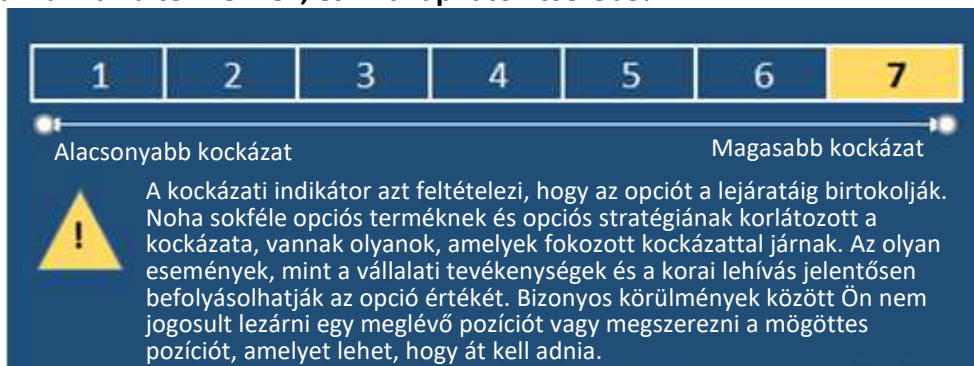 1 2 3 4 5 6 7
Alacsonyabb kockázat Magasabb kockázat
A kockázati indikátor azt feltételezi, hogy az opciót a lejáratáig birtokolják.
Noha sokféle opciós terméknek és opciós stratégiának korlátozott a
kockázata, vannak olyanok, amelyek fokozott kockázattal járnak. Az olyan
események, mint a vállalati tevékenységek és a korai lehívás jelentősen
befolyásolhatják az opció értékét. Bizonyos körülmények között Ön nem
jogosult lezárni egy meglévő pozíciót vagy megszerezni a mögöttes
pozíciót, amelyet lehet, hogy át kell adnia.